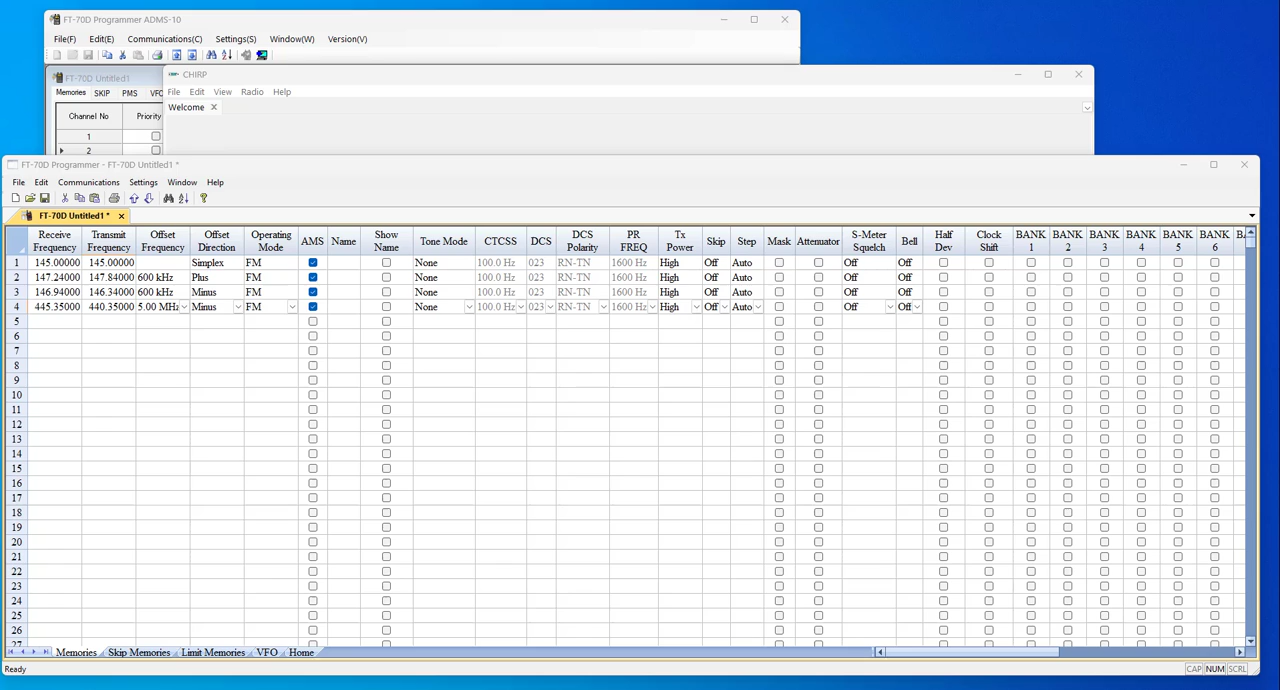 FT-70D Programmer ADMS-10
File(F) Edit(E) Communications(C) Settings(S) Window(W) Version(V)
FT-70D Untitled1
Memories SKIP PMS VFO
Channel No Priority
1
2
CHIRP
File Edit View Radio Help
Welcome
FT-70D Programmer - FT-70D Untitled1 *
File Edit Communications Settings Window Help
FT-70D Untitled1 *
Receive Frequency Transmit Frequency Offset Frequency Offset Direction Operating Mode AMS Name Show Name Tone Mode CTCSS DCS DCS Polarity PR FREQ Tx Power Skip Step Mask Attenuator S-Meter Squelch Bell Half Dev Clock Shift BANK 1 BANK 2 BANK 3 BANK 4 BANK 5 BANK 6 BA
1 145.00000 145.00000 Simplex FM None 100.0 Hz 023 RN-TN 1600 Hz High Off Auto Off Off
2 147.24000 147.84000 600 kHz Plus FM None 100.0 Hz 023 RN-TN 1600 Hz High Off Auto Off Off
3 146.94000 146.34000 600 kHz Minus FM None 100.0 Hz 023 RN-TN 1600 Hz High Off Auto Off Off
4 445.35000 440.35000 5.00 MHz Minus FM None 100.0 Hz 023 RN-TN 1600 Hz High Off Auto Off Off
5
6
7
8
9
10
11
12
13
14
15
16
17
18
19
20
21
22
23
24
25
26
27
Memories Skip Memories Limit Memories VFO Home
Ready CAP NUM SCRL